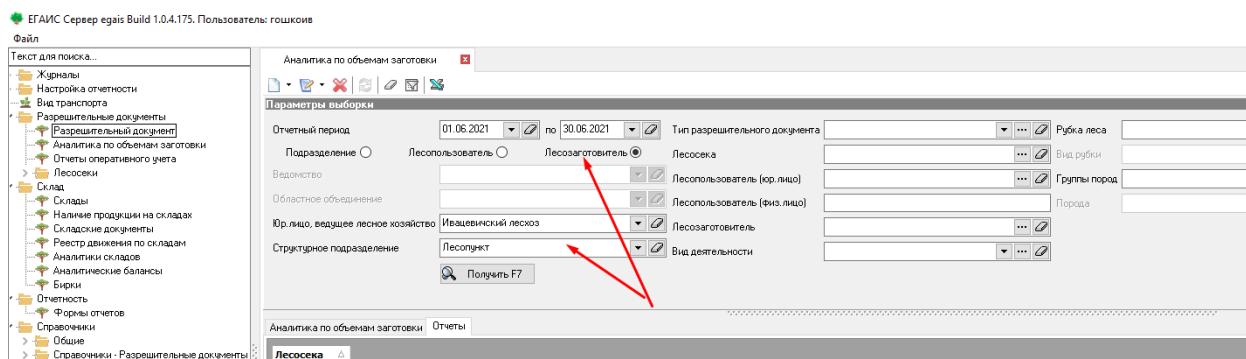 ЕГАИС Сервер egais Build 1.0.4.175. Пользователь: гошкоив
Файл
Текст для поиска...
Журналы
Настройка отчетности
Вид транспорта
Разрешительные документы
Разрешительный документ
Аналитика по объемам заготовки
Отчеты оперативного учета
Лесосеки
Склад
Склады
Наличие продукции на складах
Складские документы
Реестр движения по складам
Аналитики складов
Аналитические балансы
Бирки
Отчетность
Формы отчетов
Справочники
Общие
Справочники - Разрешительные документы
Аналитика по объемам заготовки
Параметры выборки
Отчетный период 01.06.2021 по 30.06.2021 Тип разрешительного документа Рубка леса
Подразделение Лесопользователь Лесозаготовитель Лесосека Вид рубки
Ведомство Лесопользователь (юр.лицо) Группы пород
Областное объединение Лесопользователь (физ.лицо) Порода
Юр.лицо, ведущее лесное хозяйство Ивацевичский лесхоз Лесозаготовитель
Структурное подразделение Лесопункт Вид деятельности
Получить F7
Аналитика по объемам заготовки Отчеты
Лесосека